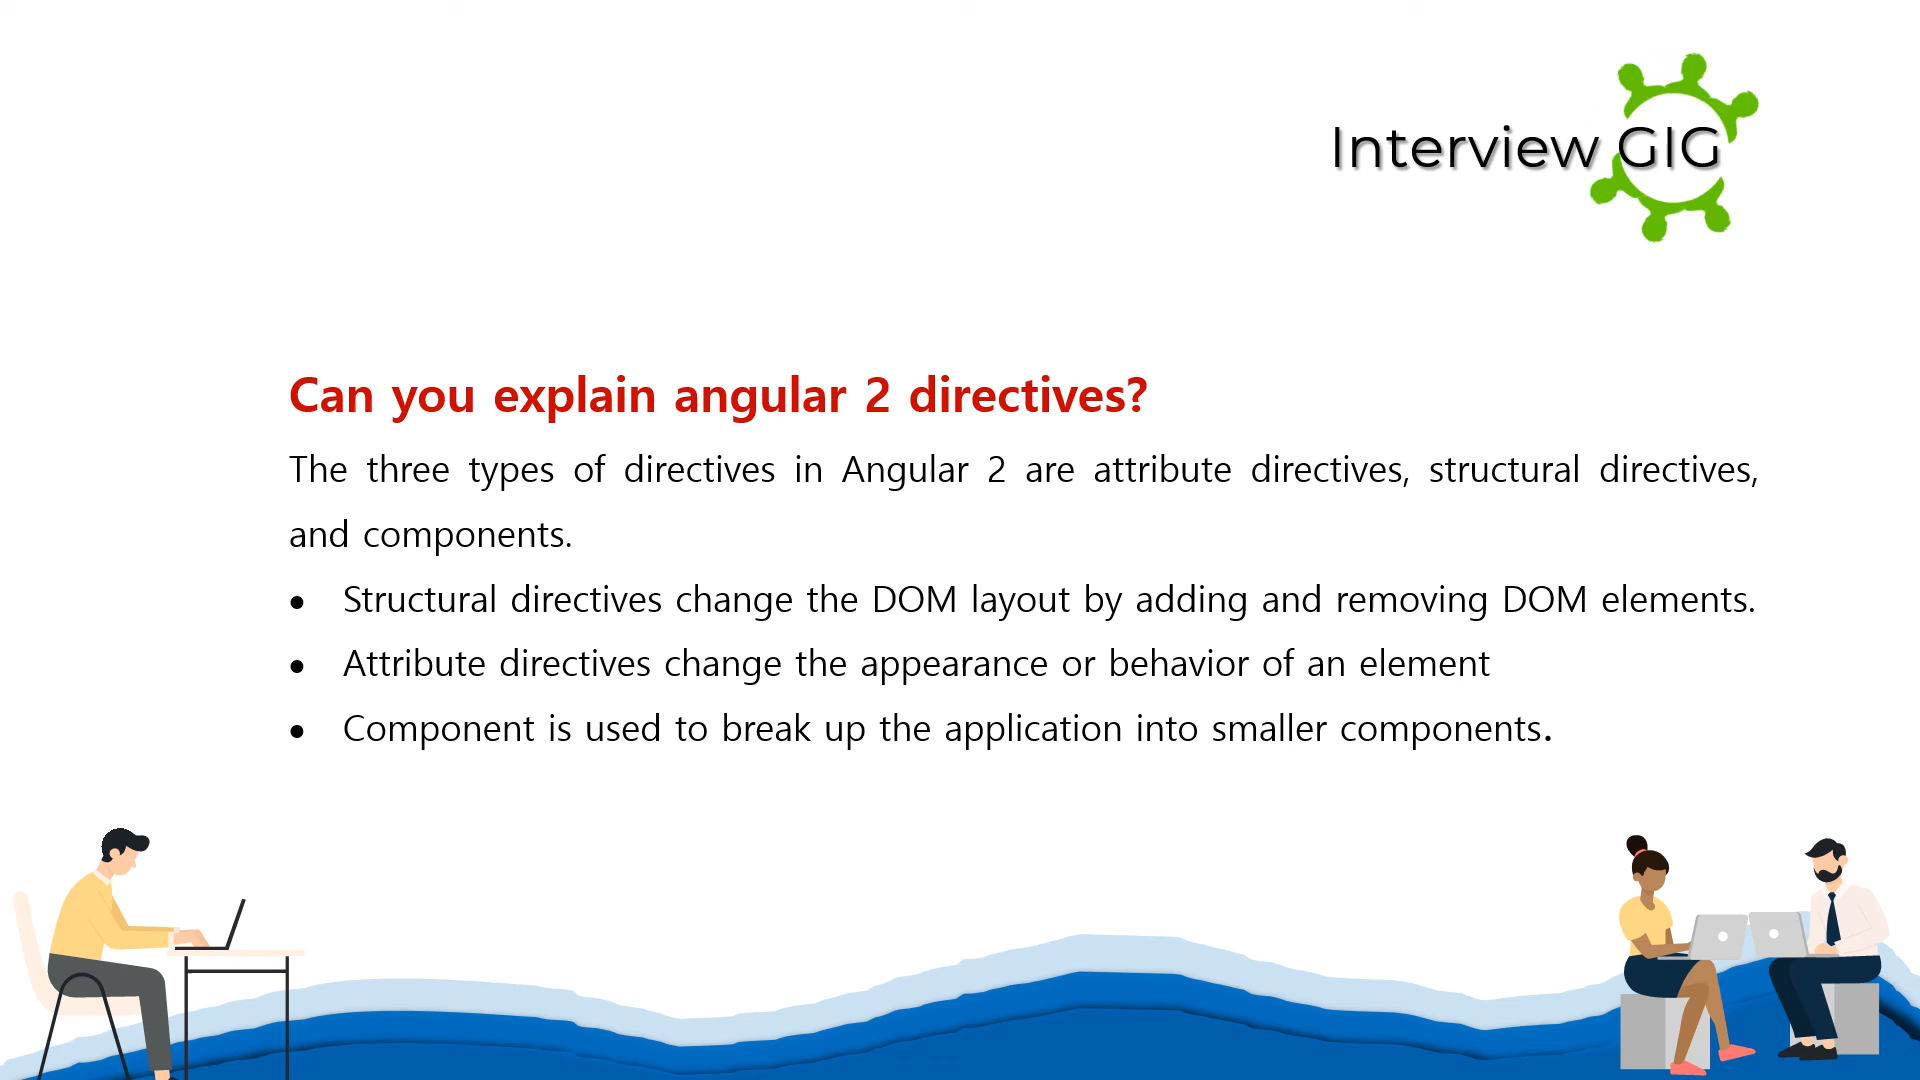 Interview GIG
Can you explain angular 2 directives?
The three types of directives in Angular 2 are attribute directives, structural directives,
and components.
• Structural directives change the DOM layout by adding and removing DOM elements.
• Attribute directives change the appearance or behavior of an element
• Component is used to break up the application into smaller components.